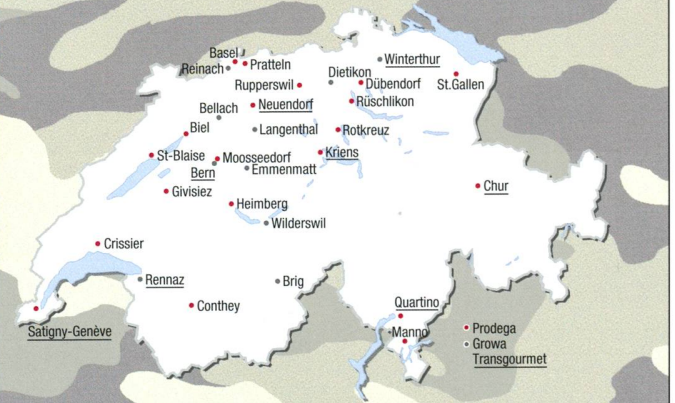 Basel
Pratteln
Reinach
Winterthur
Dietikon
Rupperswil
Dübendorf
St.Gallen
Neuendorf
Rüschlikon
Bellach
Biel
Langenthal
Rotkreuz
St-Blaise
Moosseedorf
Kriens
Bern
Emmenmatt
Givisiez
Chur
Heimberg
Wilderswil
Crissier
Rennaz
Brig
Conthey
Quartino
Satigny-Genève
Manno
Prodega
Growa
Transgourmet